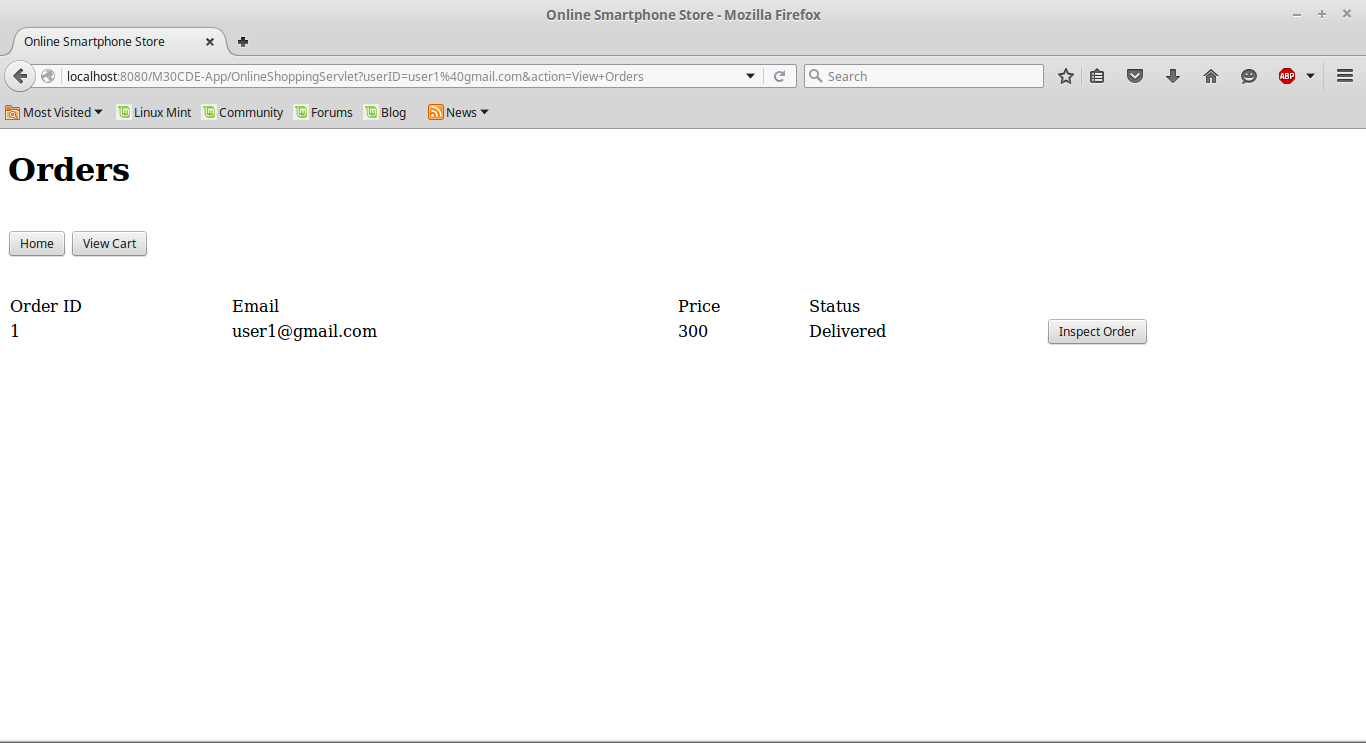 Online Smartphone Store - Mozilla Firefox
Online Smartphone Store
localhost:8080/M30CDE-App/OnlineShoppingServlet?userID=user1%40gmail.com&action=View+Orders
Search
ABP
Most Visited Linux Mint Community Forums Blog News
Orders
Home View Cart
Order ID Email Price Status
1 user1@gmail.com 300 Delivered Inspect Order